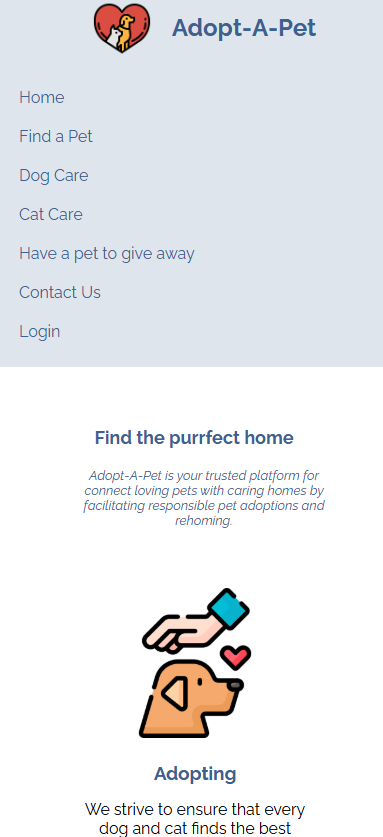 Adopt-A-Pet
Home
Find a Pet
Dog Care
Cat Care
Have a pet to give away
Contact Us
Login
Find the purrfect home
Adopt-A-Pet is your trusted platform for
connect loving pets with caring homes by
facilitating responsible pet adoptions and
rehoming.
Adopting
We strive to ensure that every
dog and cat finds the best